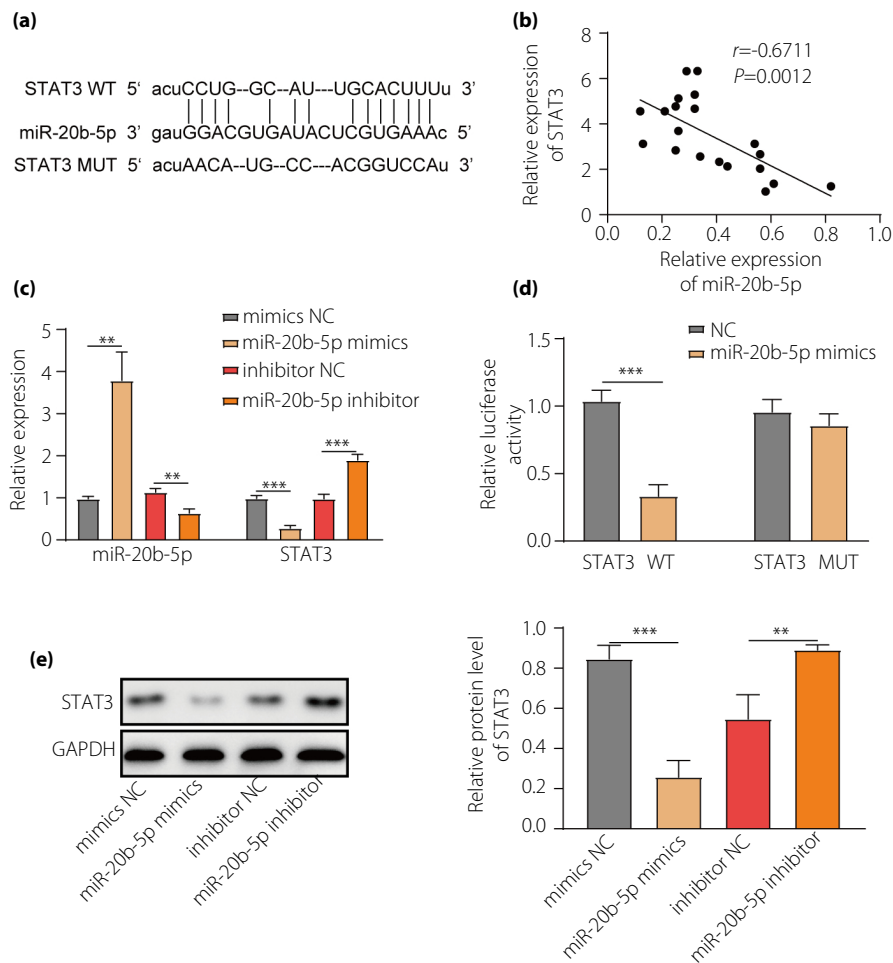 (a)
STAT3 WT 5‘ acuCCUG--GC--AU---UGCACUUUu 3’
miR-20b-5p 3’ gauGGACGUGAUACUCGUGAAAc 5’
STAT3 MUT 5‘ acuAACA--UG--CC---ACGGUCCAu 3’
(b)
r=-0.6711
P=0.0012
Relative expression
of STAT3
8
6
4
2
0
0.0 0.2 0.4 0.6 0.8 1.0
Relative expression
of miR-20b-5p
(c)
mimics NC
miR-20b-5p mimics
inhibitor NC
miR-20b-5p inhibitor
Relative expression
5
4
3
2
1
0
**
**
***
***
miR-20b-5p STAT3
(d)
NC
miR-20b-5p mimics
Relative luciferase
activity
1.5
1.0
0.5
0.0
***
STAT3 WT STAT3 MUT
(e)
STAT3
GAPDH
mimics NC
miR-20b-5p mimics
inhibitor NC
miR-20b-5p inhibitor
Relative protein level
of STAT3
1.0
0.8
0.6
0.4
0.2
0.0
***
**
mimics NC
miR-20b-5p mimics
inhibitor NC
miR-20b-5p inhibitor